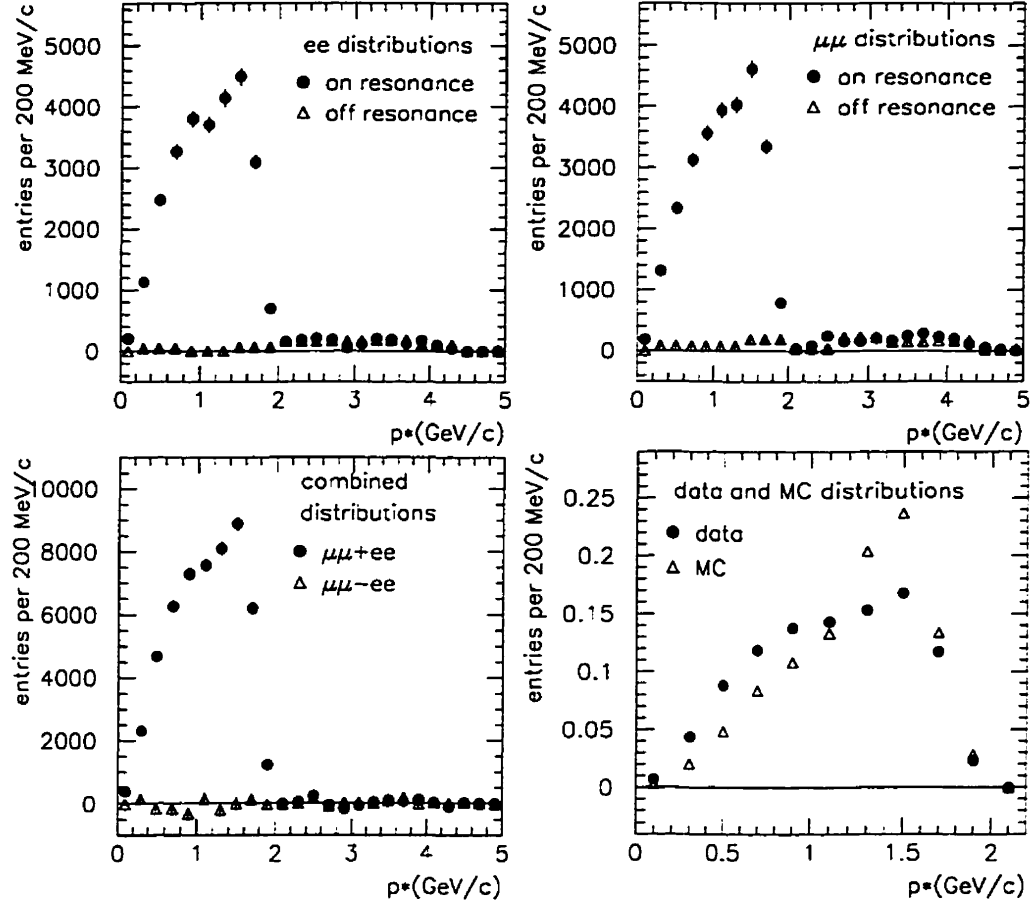 entries per 200 MeV/c
5000
4000
3000
2000
1000
0
ee distributions
on resonance
off resonance
0 1 2 3 4 5
p*(GeV/c)
entries per 200 MeV/c
5000
4000
3000
2000
1000
0
μμ distributions
on resonance
off resonance
0 1 2 3 4 5
p*(GeV/c)
entries per 200 MeV/c
10000
8000
6000
4000
2000
0
combined
distributions
μμ+ee
μμ-ee
0 1 2 3 4 5
p*(GeV/c)
entries per 200 MeV/c
0.25
0.2
0.15
0.1
0.05
0
data and MC distributions
data
MC
0 0.5 1 1.5 2
p*(GeV/c)